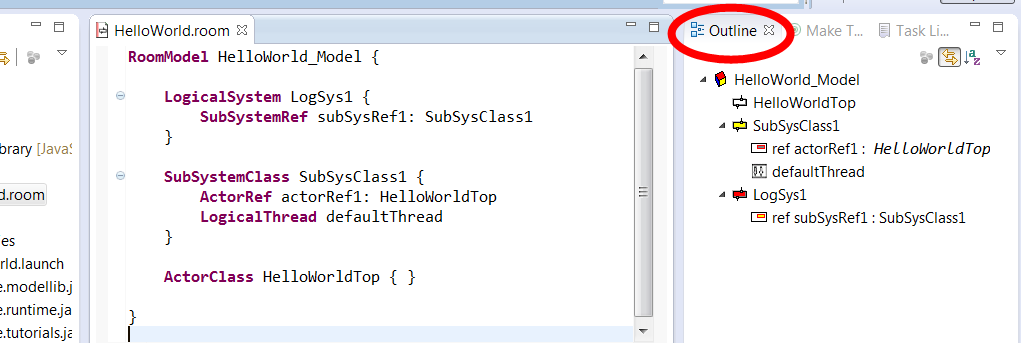 HelloWorld.room
RoomModel HelloWorld_Model {
LogicalSystem LogSys1 {
SubSystemRef subSysRef1: SubSysClass1
}
SubSystemClass SubSysClass1 {
ActorRef actorRef1: HelloWorldTop
LogicalThread defaultThread
}
ActorClass HelloWorldTop { }
}
ibrary [JavaS
d.room
es
rld.launch
e.modellib.j
e.runtime.ja
e.tutorials.ja
Outline
Make T...
Task Li...
HelloWorld_Model
HelloWorldTop
SubSysClass1
ref actorRef1 : HelloWorldTop
defaultThread
LogSys1
ref subSysRef1 : SubSysClass1